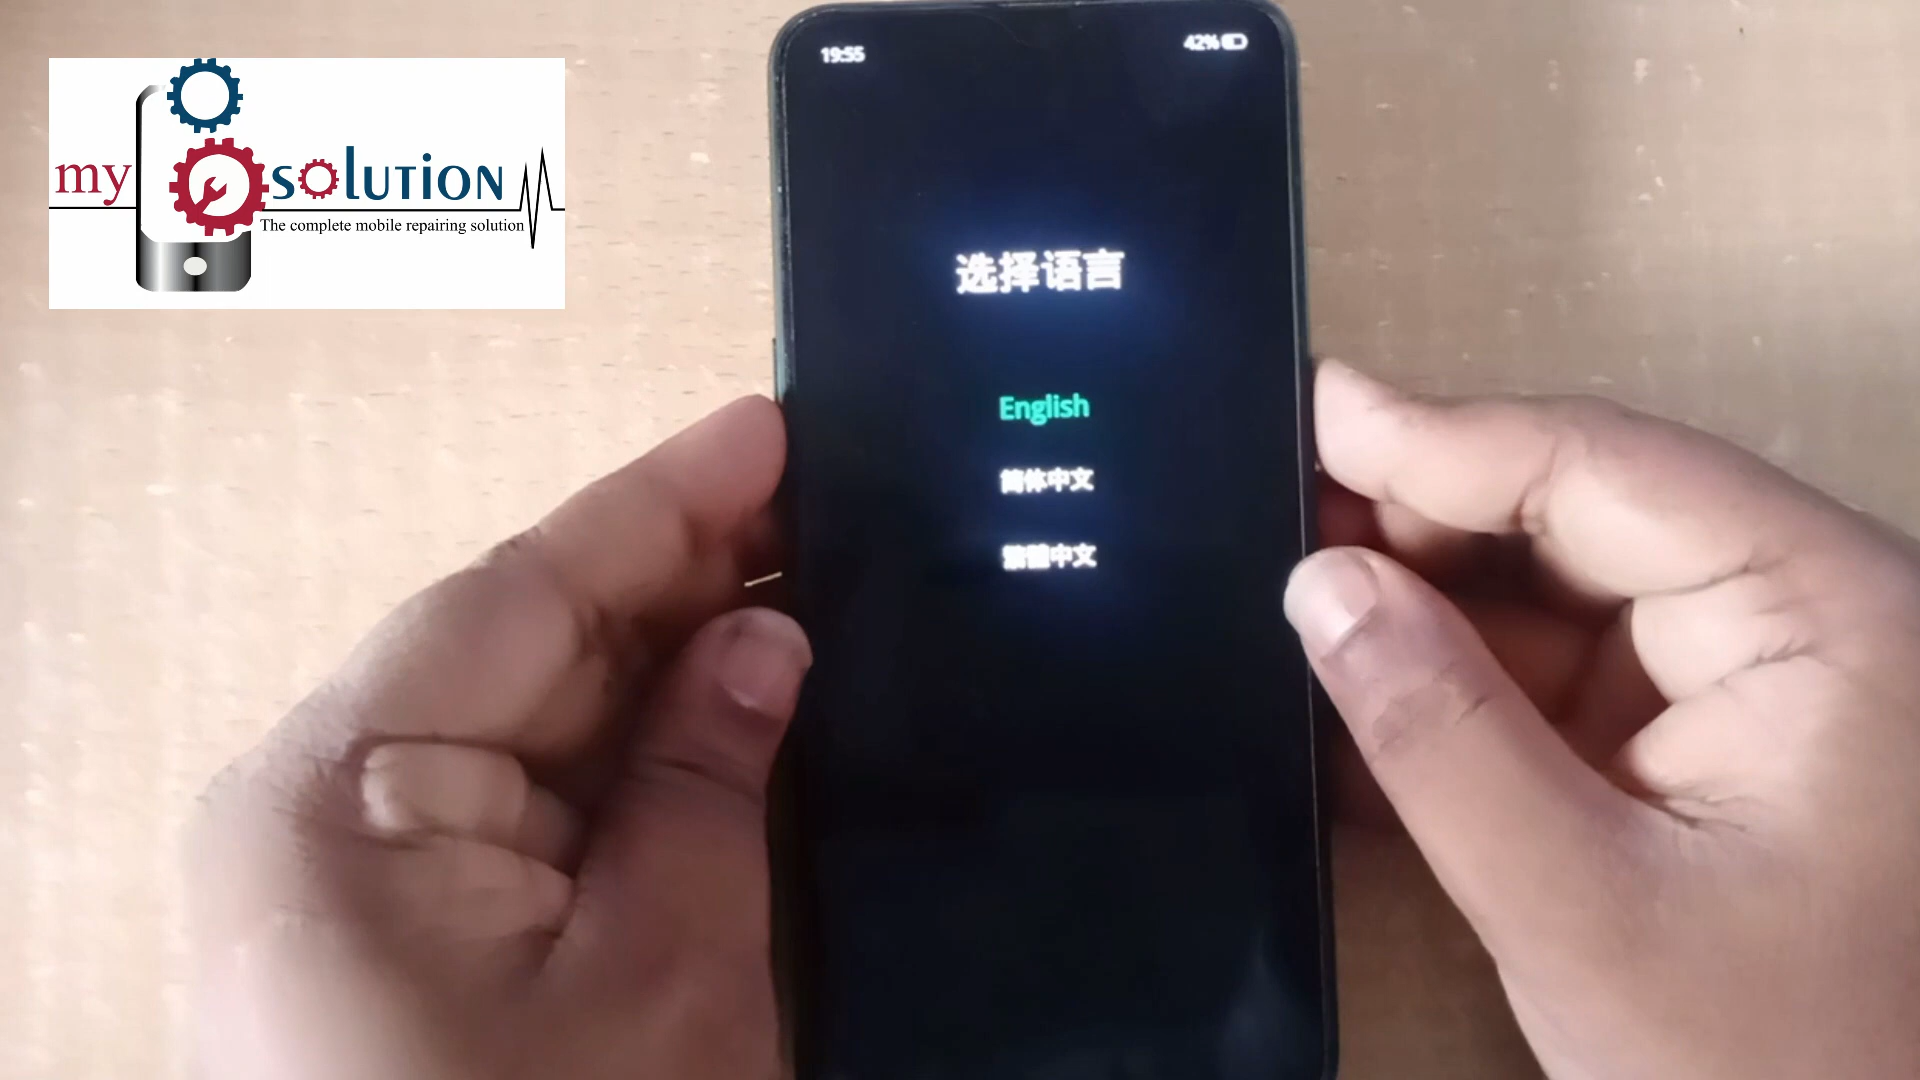 my solution
The complete mobile repairing solution
19:55
42%
选择语言
English
简体中文
繁體中文